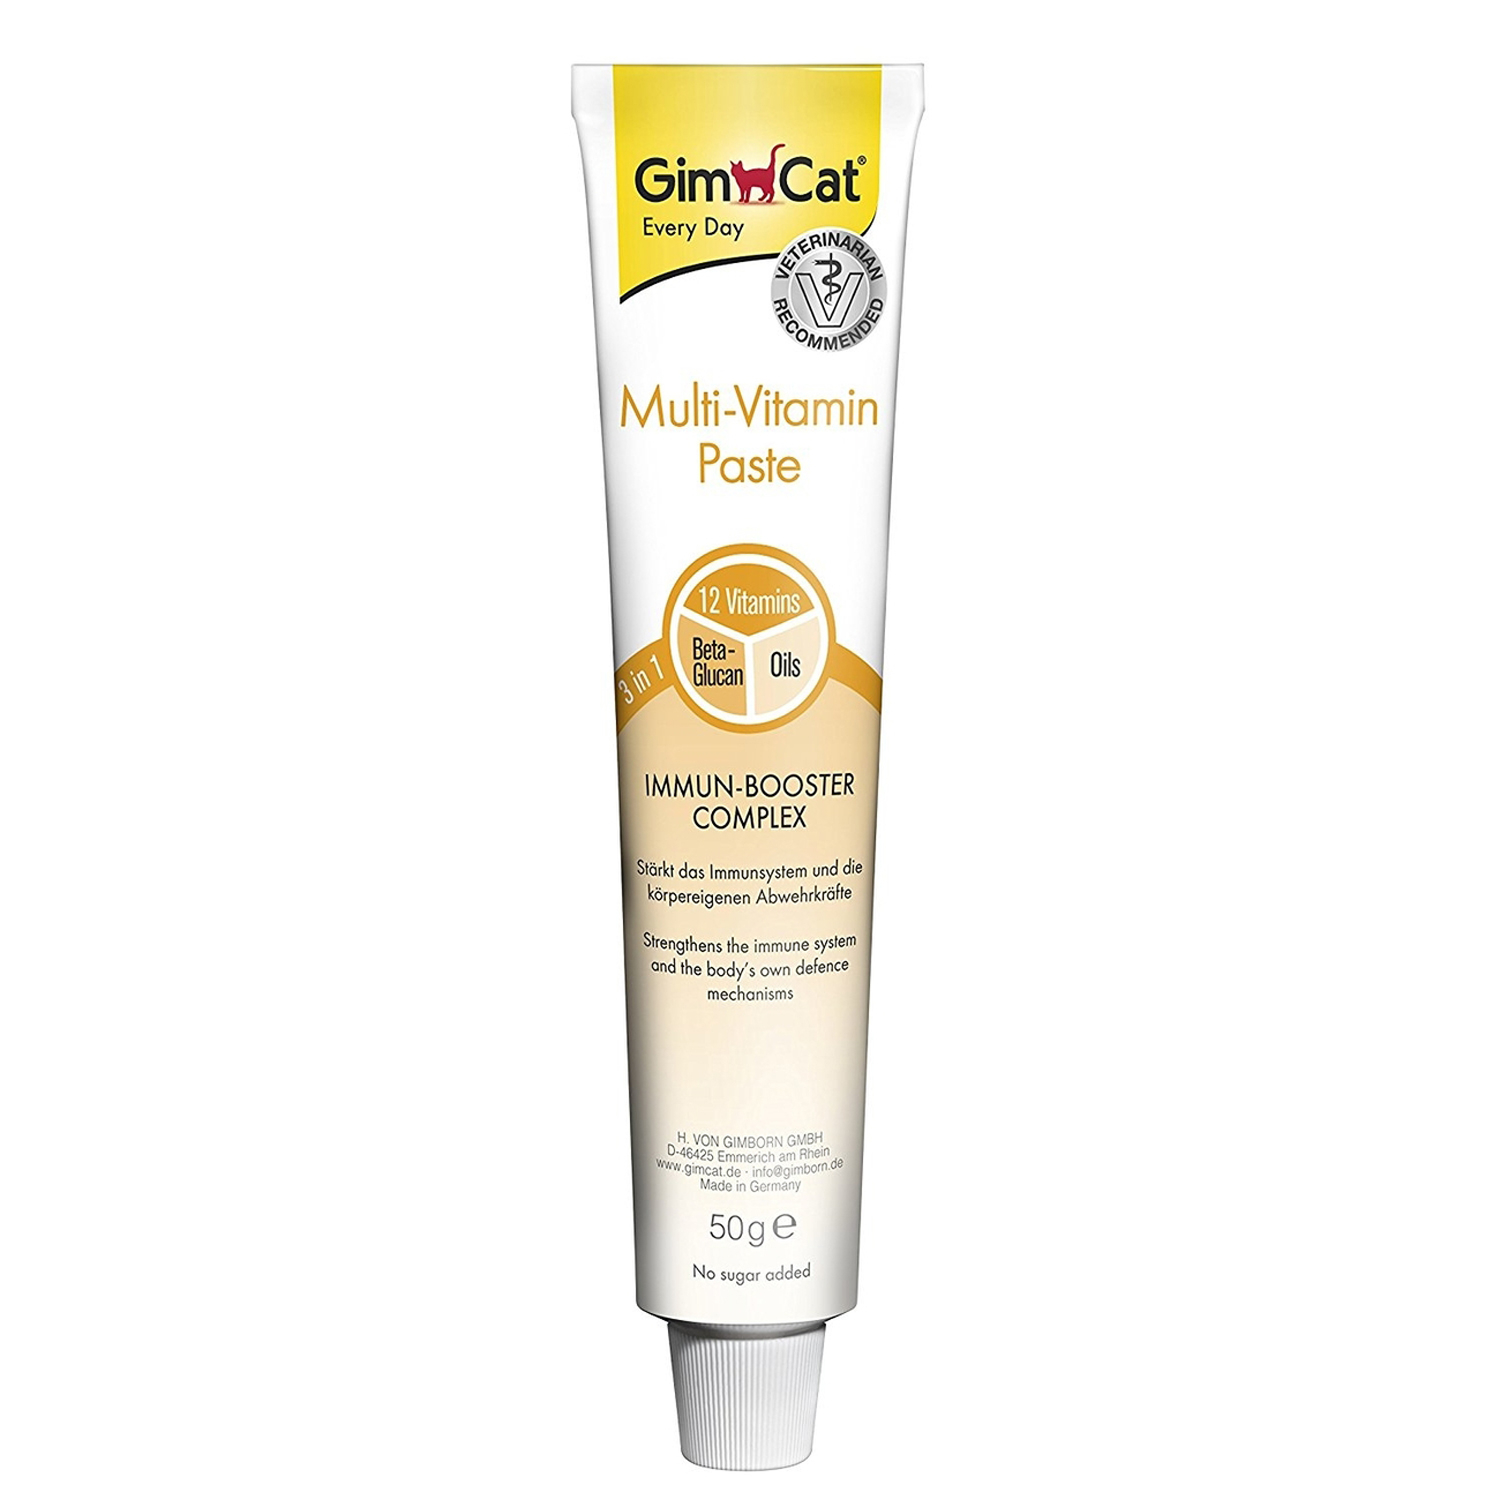 GimCat®
Every Day
VETERINARIAN
V
RECOMMENDED
Multi-Vitamin
Paste
12 Vitamins
Beta-
Glucan
Oils
3 in 1
IMMUN-BOOSTER
COMPLEX
Stärkt das Immunsystem und die
körpereigenen Abwehrkräfte
Strengthens the immune system
and the body's own defence
mechanisms
H. VON GIMBORN GMBH
D-46425 Emmerich am Rhein
www.gimcat.de · info@gimborn.de
Made in Germany
50g ℮
No sugar added